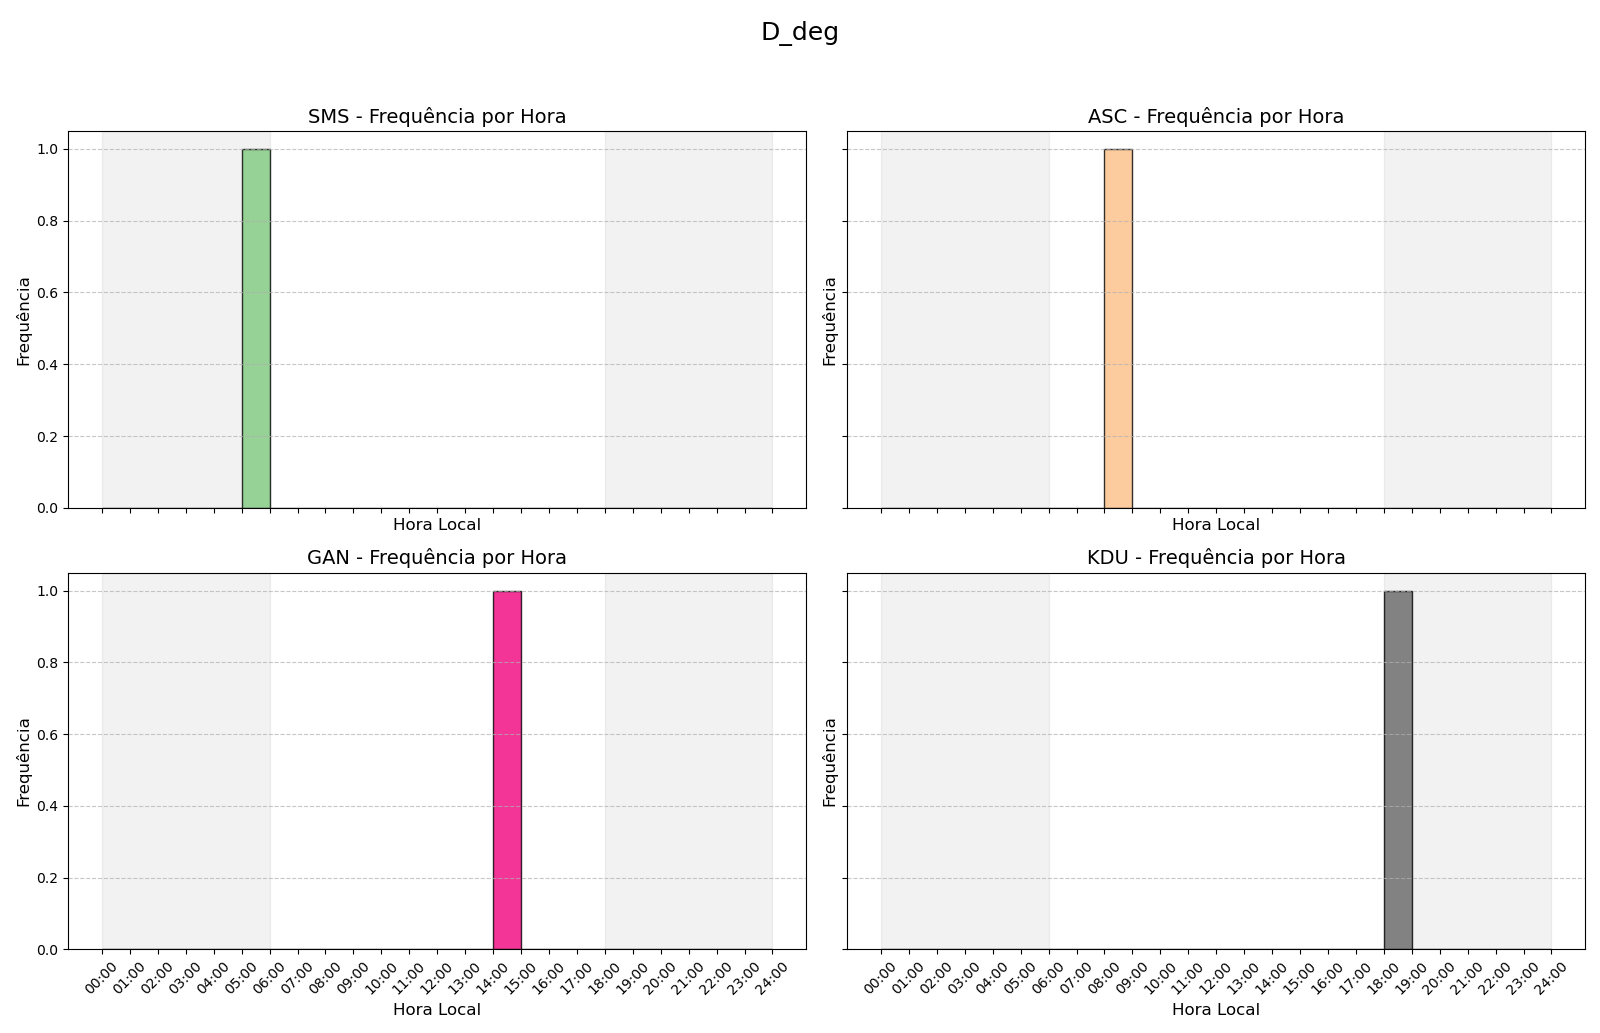 D_deg
SMS - Frequência por Hora
ASC - Frequência por Hora
Frequência
1.0
0.8
0.6
0.4
0.2
0.0
Hora Local
Frequência
Hora Local
GAN - Frequência por Hora
KDU - Frequência por Hora
Frequência
1.0
0.8
0.6
0.4
0.2
0.0
00:00 01:00 02:00 03:00 04:00 05:00 06:00 07:00 08:00 09:00 10:00 11:00 12:00 13:00 14:00 15:00 16:00 17:00 18:00 19:00 20:00 21:00 22:00 23:00 24:00
Hora Local
Frequência
00:00 01:00 02:00 03:00 04:00 05:00 06:00 07:00 08:00 09:00 10:00 11:00 12:00 13:00 14:00 15:00 16:00 17:00 18:00 19:00 20:00 21:00 22:00 23:00 24:00
Hora Local